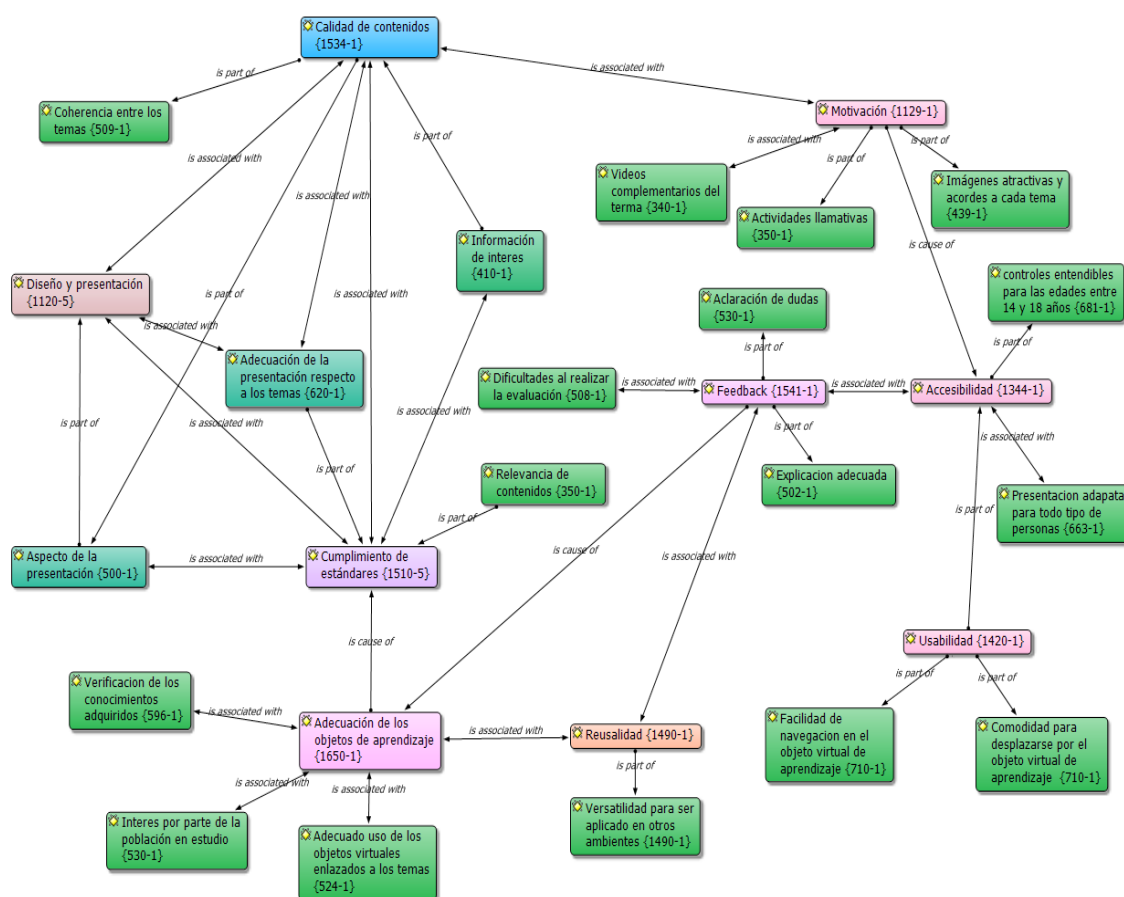 Calidad de contenidos
{1534-1}
is part of
is associated with
Coherencia entre los
temas {509-1}
Motivación {1129-1}
is associated with
is part of
is associated with
is part of
is part of
Videos
complementarios del
terma {340-1}
Imágenes atractivas y
acordes a cada tema
{439-1}
is associated with
Actividades llamativas
{350-1}
Información
de interes
{410-1}
is cause of
Diseño y presentación
{1120-5}
is part of
is associated with
controles entendibles
para las edades entre
14 y 18 años {681-1}
Aclaración de dudas
{530-1}
is associated with
is part of
is part of
Adecuación de la
presentación respecto
a los temas {620-1}
Dificultades al realizar
la evaluación {508-1}
is associated with
Feedback {1541-1}
is associated with
Accesibilidad {1344-1}
is associated with
is part of
is associated with
is part of
is associated with
is part of
Relevancia de
contenidos {350-1}
Explicacion adecuada
{502-1}
is part of
Presentacion adapata
para todo tipo de
personas {663-1}
is part of
Aspecto de la
presentación {500-1}
is associated with
Cumplimiento de
estándares {1510-5}
is cause of
is associated with
is cause of
Usabilidad {1420-1}
is part of
is part of
Verificacion de los
conocimientos
adquiridos {596-1}
is associated with
Adecuación de los
objetos de aprendizaje
{1650-1}
is associated with
Reusalidad {1490-1}
Facilidad de
navegacion en el
objeto virtual de
aprendizaje {710-1}
Comodidad para
desplazarse por el
objeto virtual de
aprendizaje {710-1}
is part of
is associated with
is associated with
Interes por parte de la
población en estudio
{530-1}
Adecuado uso de los
objetos virtuales
enlazados a los temas
{524-1}
Versatilidad para ser
aplicado en otros
ambientes {1490-1}